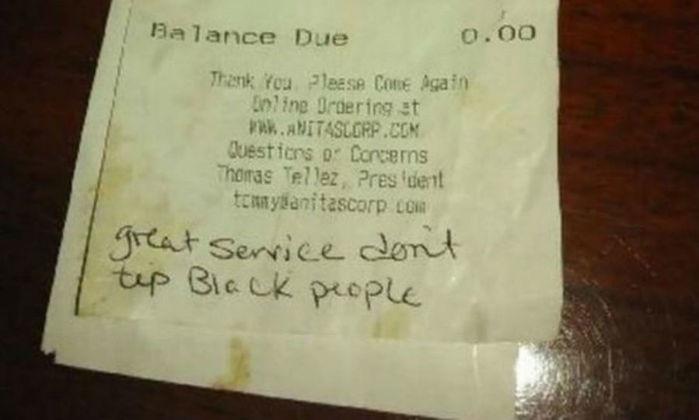 Balance Due 0.00
Thank You, Please Come Again
Online Ordering at
WWW.ANITASCORP.COM
Questions or Concerns
Thomas Tellez, President
tommy@anitascorp.com
great service don't
tip Black people